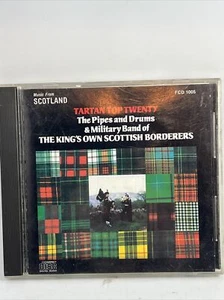 Music From
SCOTLAND
FCD 1005
TARTAN TOP TWENTY
The Pipes and Drums
& Military Band of
THE KING'S OWN SCOTTISH BORDERERS